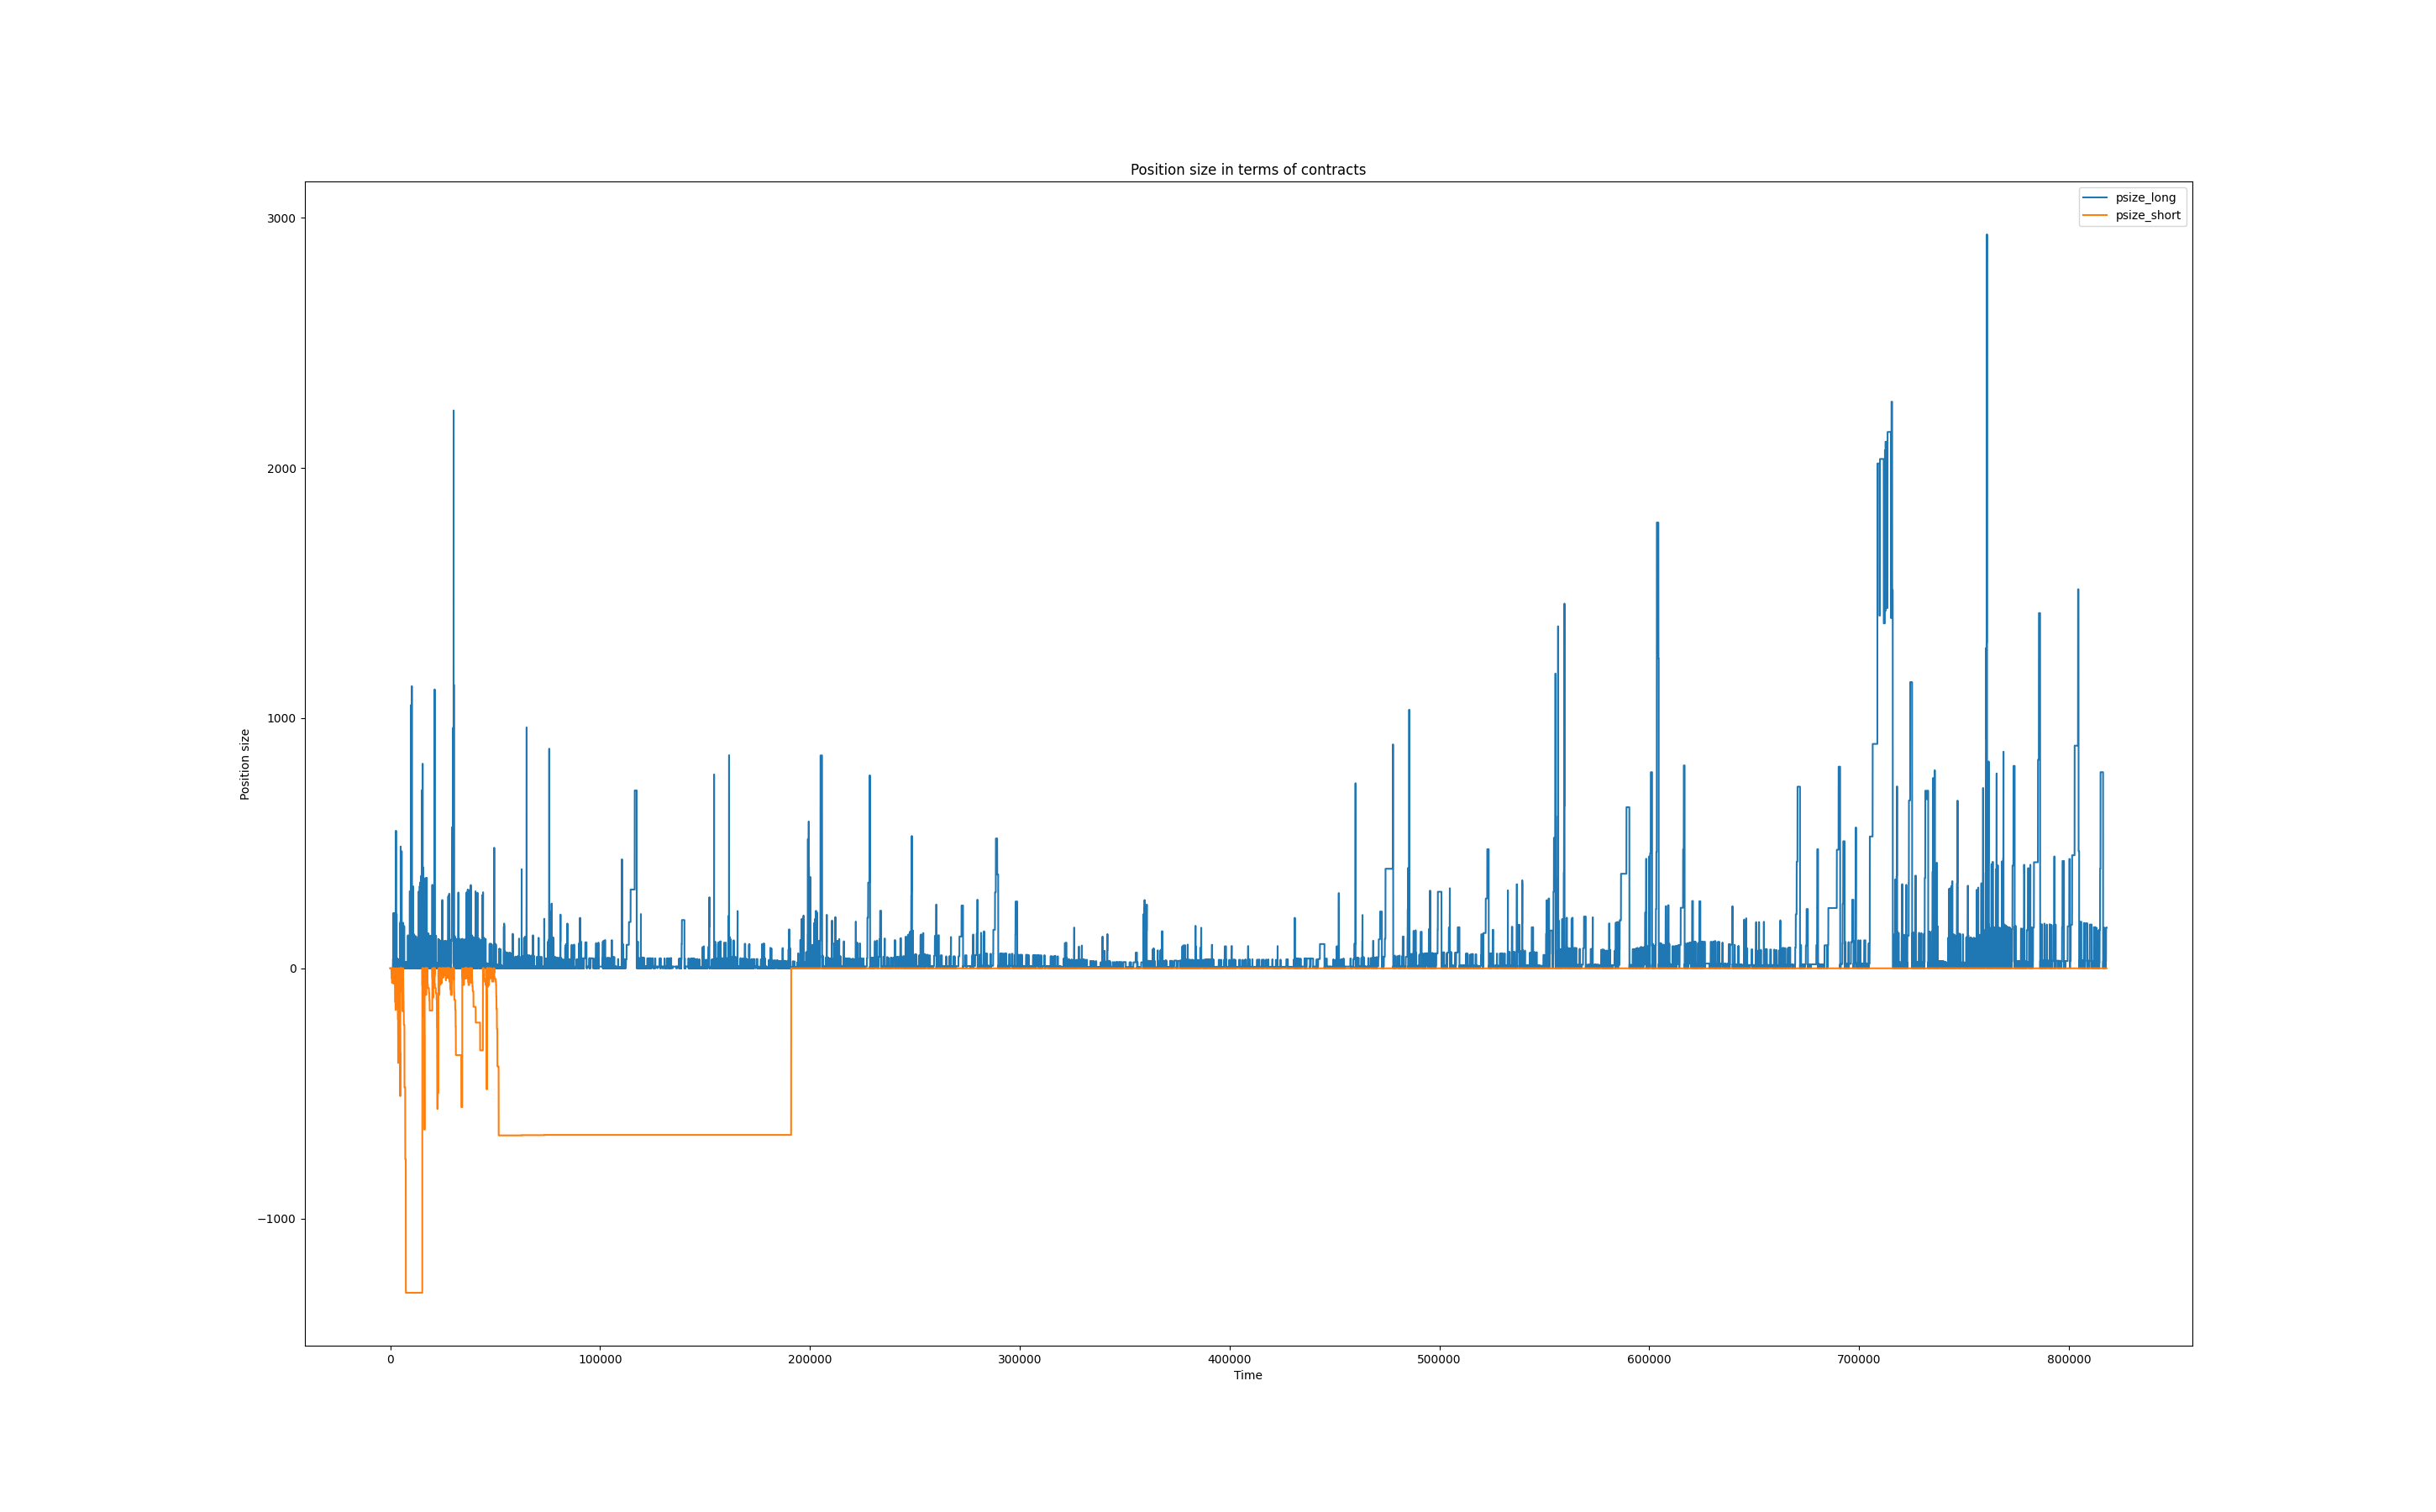 Position size in terms of contracts
psize_long
psize_short
3000
2000
1000
0
−1000
Position size
0 100000 200000 300000 400000 500000 600000 700000 800000
Time